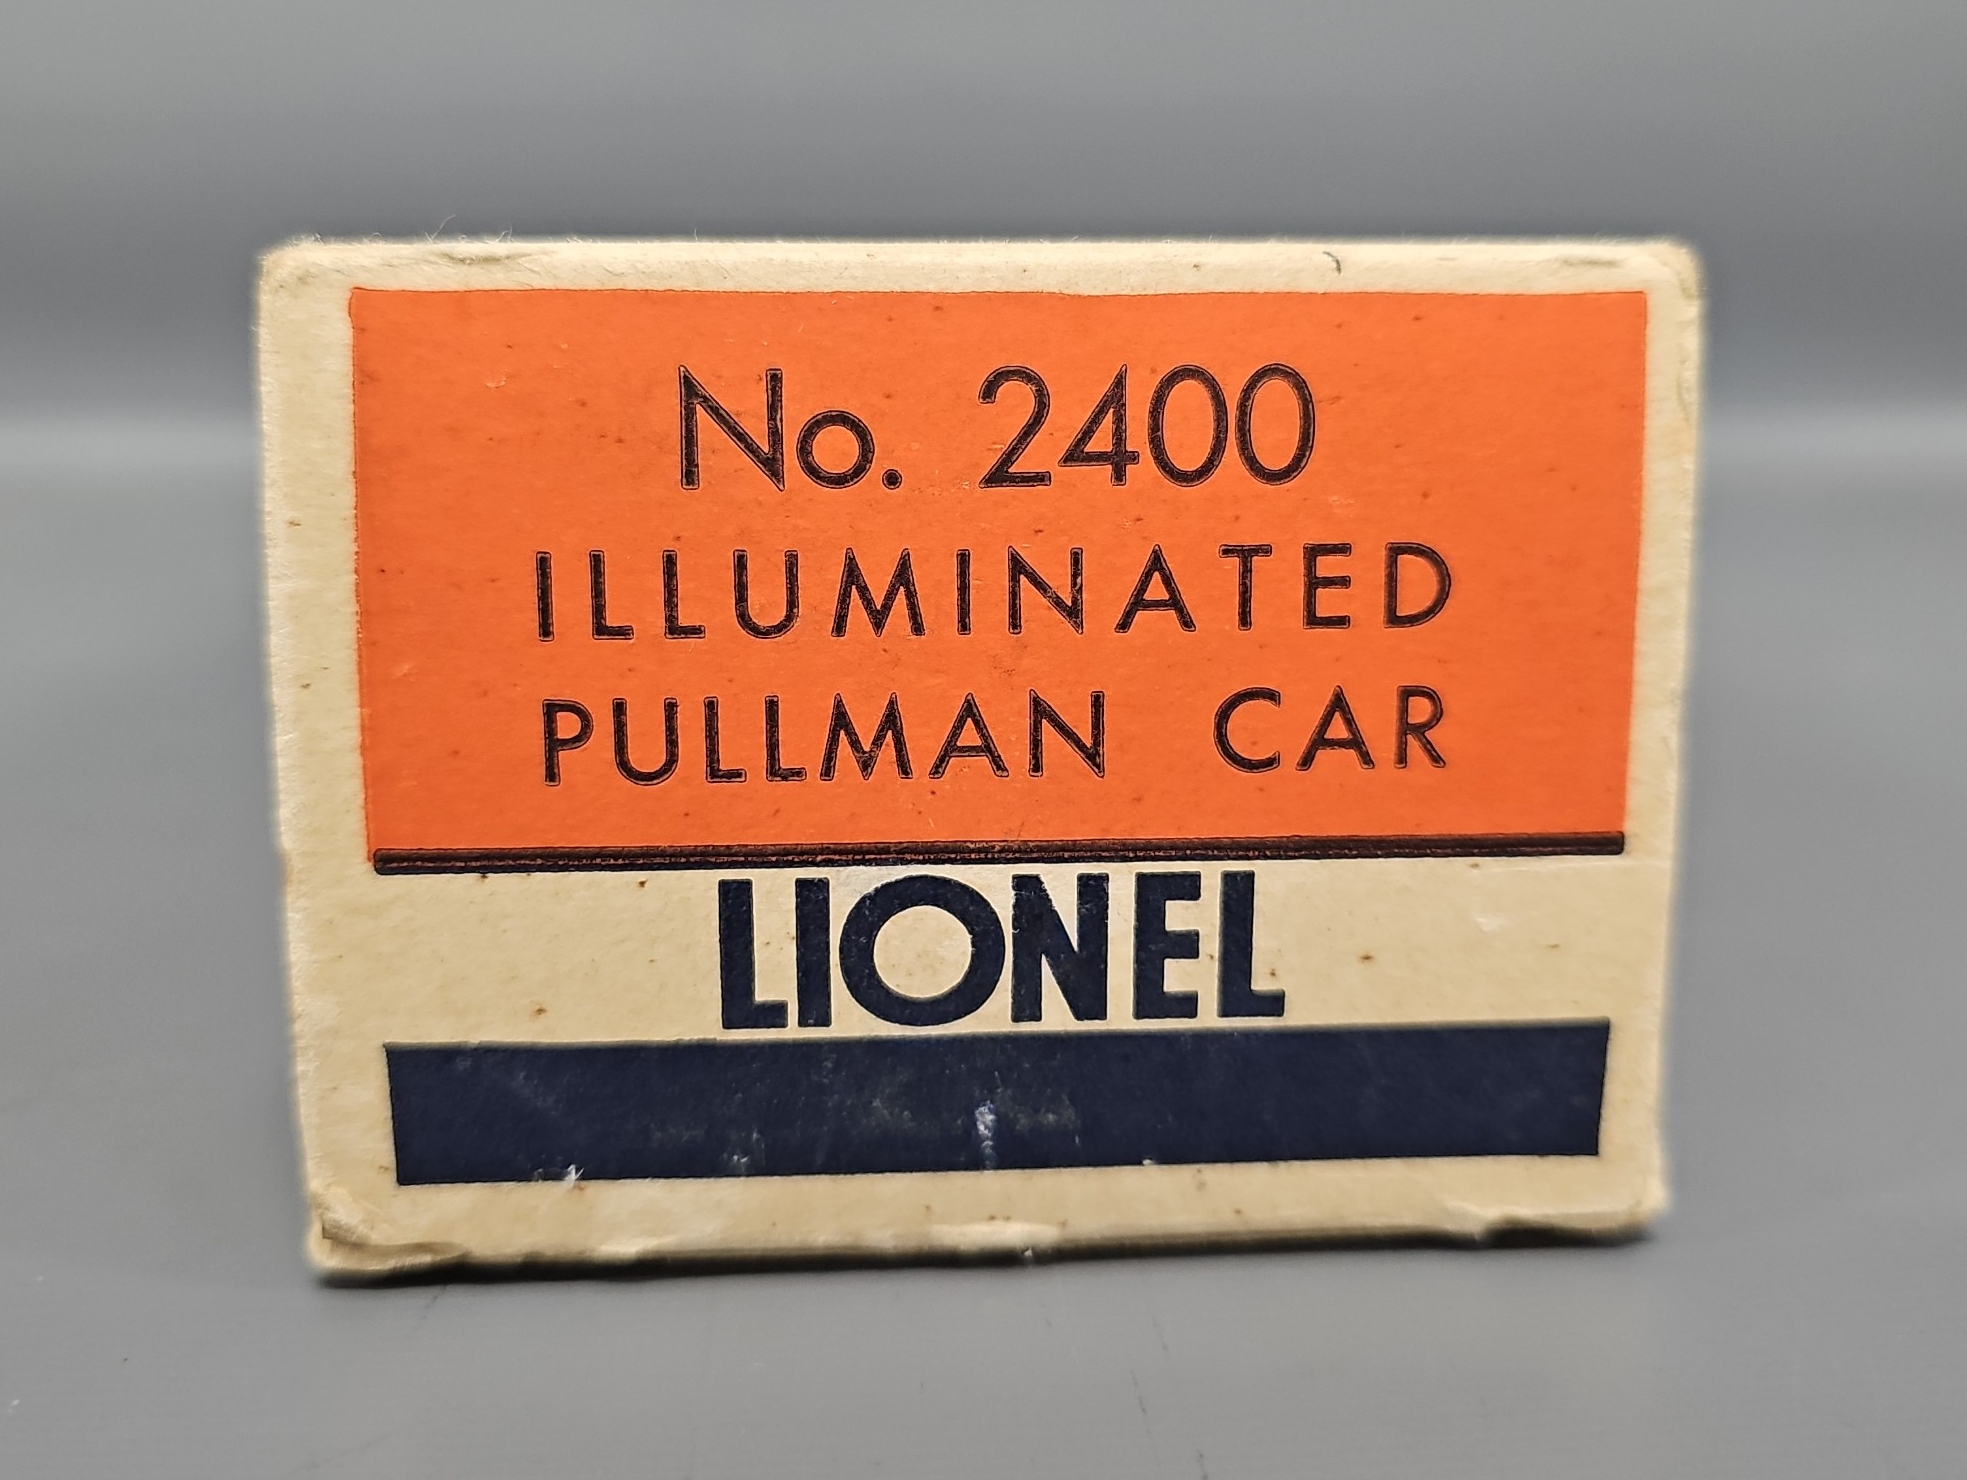 No. 2400
ILLUMINATED
PULLMAN CAR
LIONEL